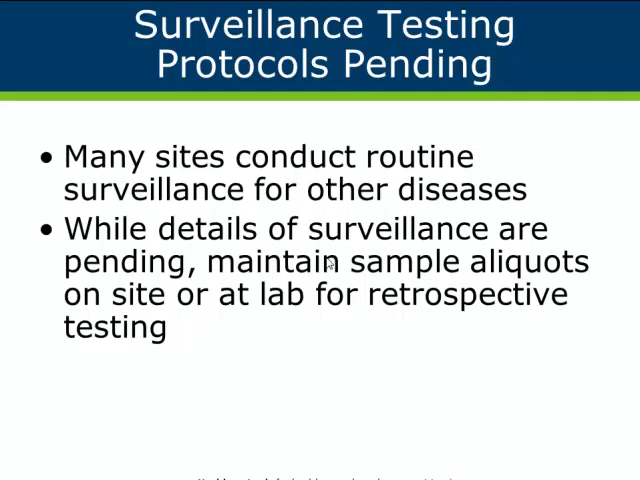 Surveillance Testing
Protocols Pending
• Many sites conduct routine
surveillance for other diseases
• While details of surveillance are
pending, maintain sample aliquots
on site or at lab for retrospective
testing